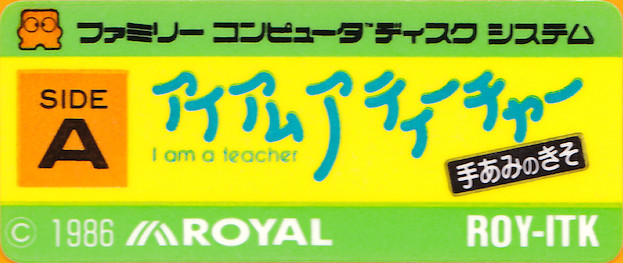 ファミリー コンピュータ ディスク システム
SIDE
A
アイアムアティーチャー
I am a teacher
手あみのきそ
© 1986 ROYAL ROY-ITK